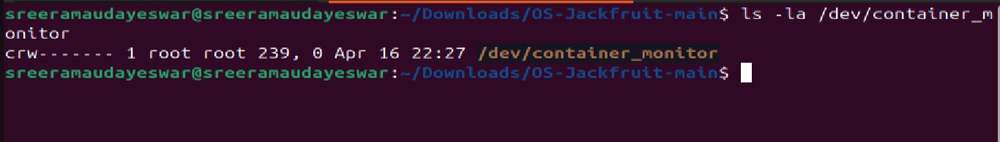 sreeramaudayeswar@sreeramaudayeswar:~/Downloads/OS-Jackfruit-main$ ls -la /dev/container_m
onitor
crw------- 1 root root 239, 0 Apr 16 22:27 /dev/container_monitor
sreeramaudayeswar@sreeramaudayeswar:~/Downloads/OS-Jackfruit-main$